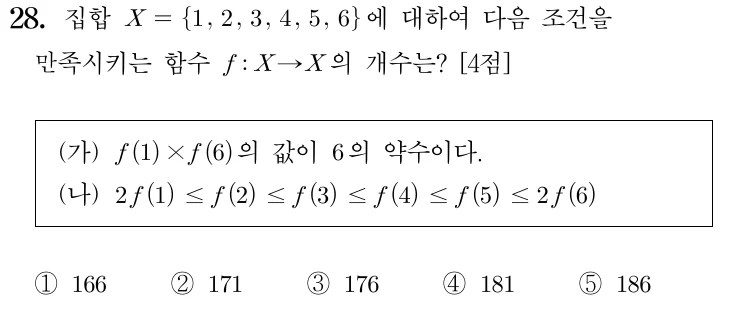 28. 집합 X = {1, 2, 3, 4, 5, 6}에 대하여 다음 조건을
만족시키는 함수 f : X→X의 개수는? [4점]
(가) f(1)×f(6)의 값이 6의 약수이다.
(나) 2f(1) ≤ f(2) ≤ f(3) ≤ f(4) ≤ f(5) ≤ 2f(6)
① 166 ② 171 ③ 176 ④ 181 ⑤ 186